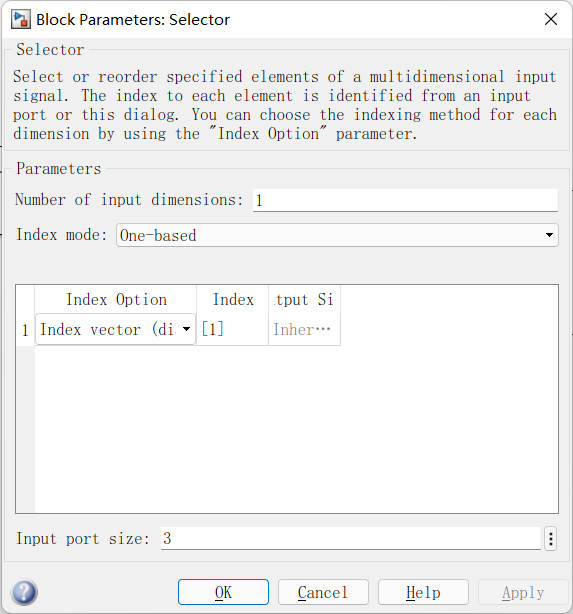 Block Parameters: Selector
Selector
Select or reorder specified elements of a multidimensional input
signal. The index to each element is identified from an input
port or this dialog. You can choose the indexing method for each
dimension by using the "Index Option" parameter.
Parameters
Number of input dimensions: 1
Index mode: One-based
Index Option Index tput Si
1 Index vector (di [1] Inher...
Input port size: 3
OK Cancel Help Apply